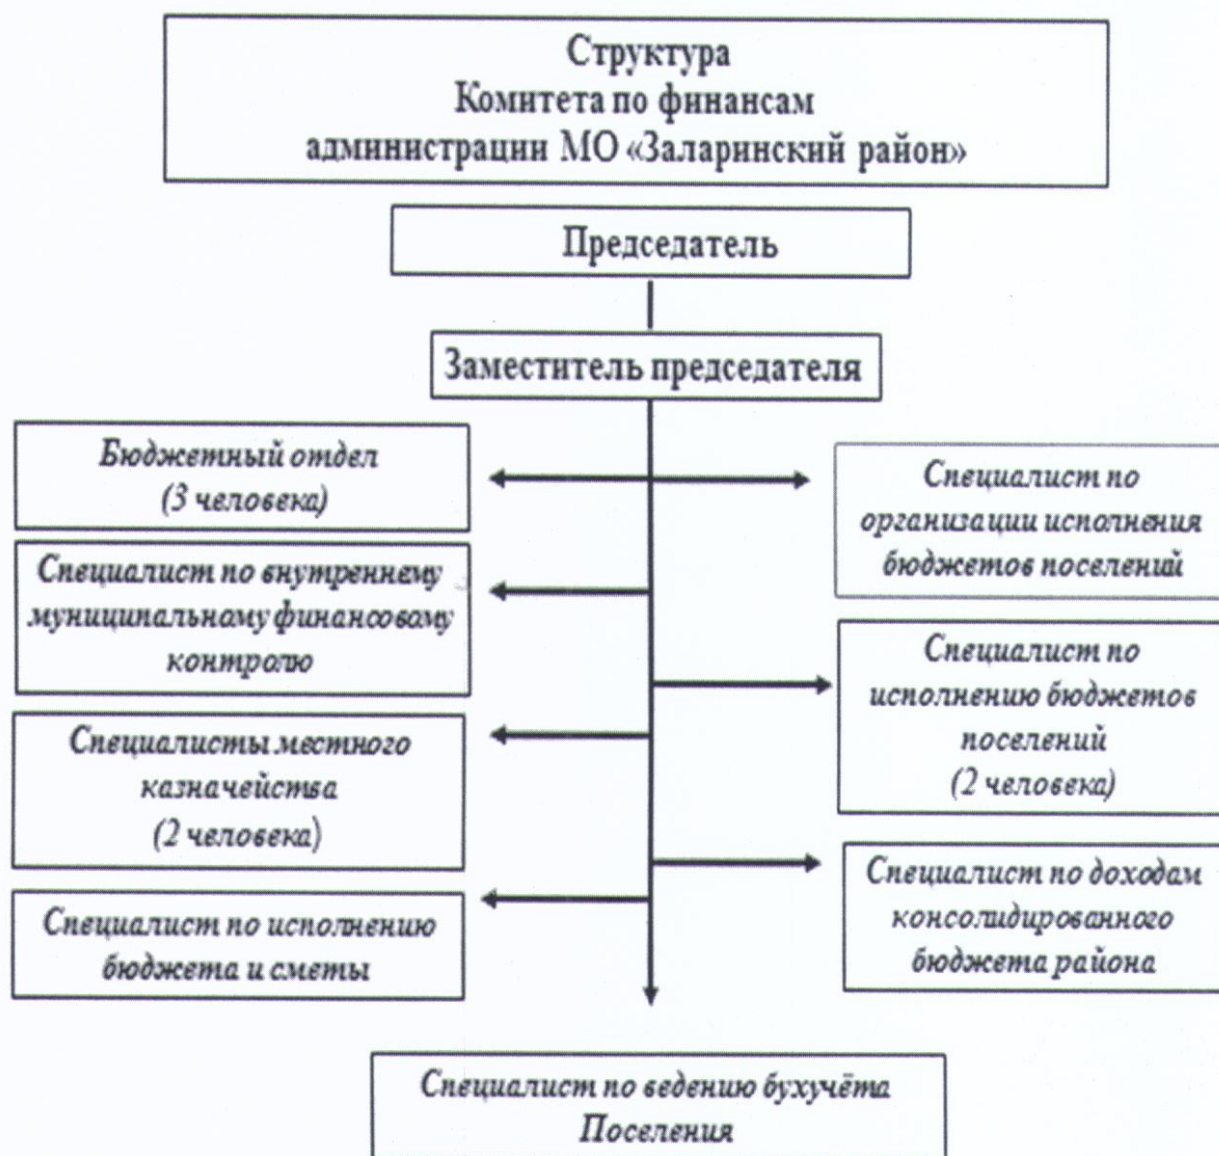 Структура
Комитета по финансам
администрации МО «Заларинский район»
Председатель
Заместитель председателя
Бюджетный отдел
(3 человека)
Специалист по внутреннему
муниципальному финансовому
контролю
Специалисты местного
казначейства
(2 человека)
Специалист по исполнению
бюджета и сметы
Специалист по
организации исполнения
бюджетов поселений
Специалист по
исполнению бюджетов
поселений
(2 человека)
Специалист по доходам
консолидированного
бюджета района
Специалист по ведению бухучёта
Поселения